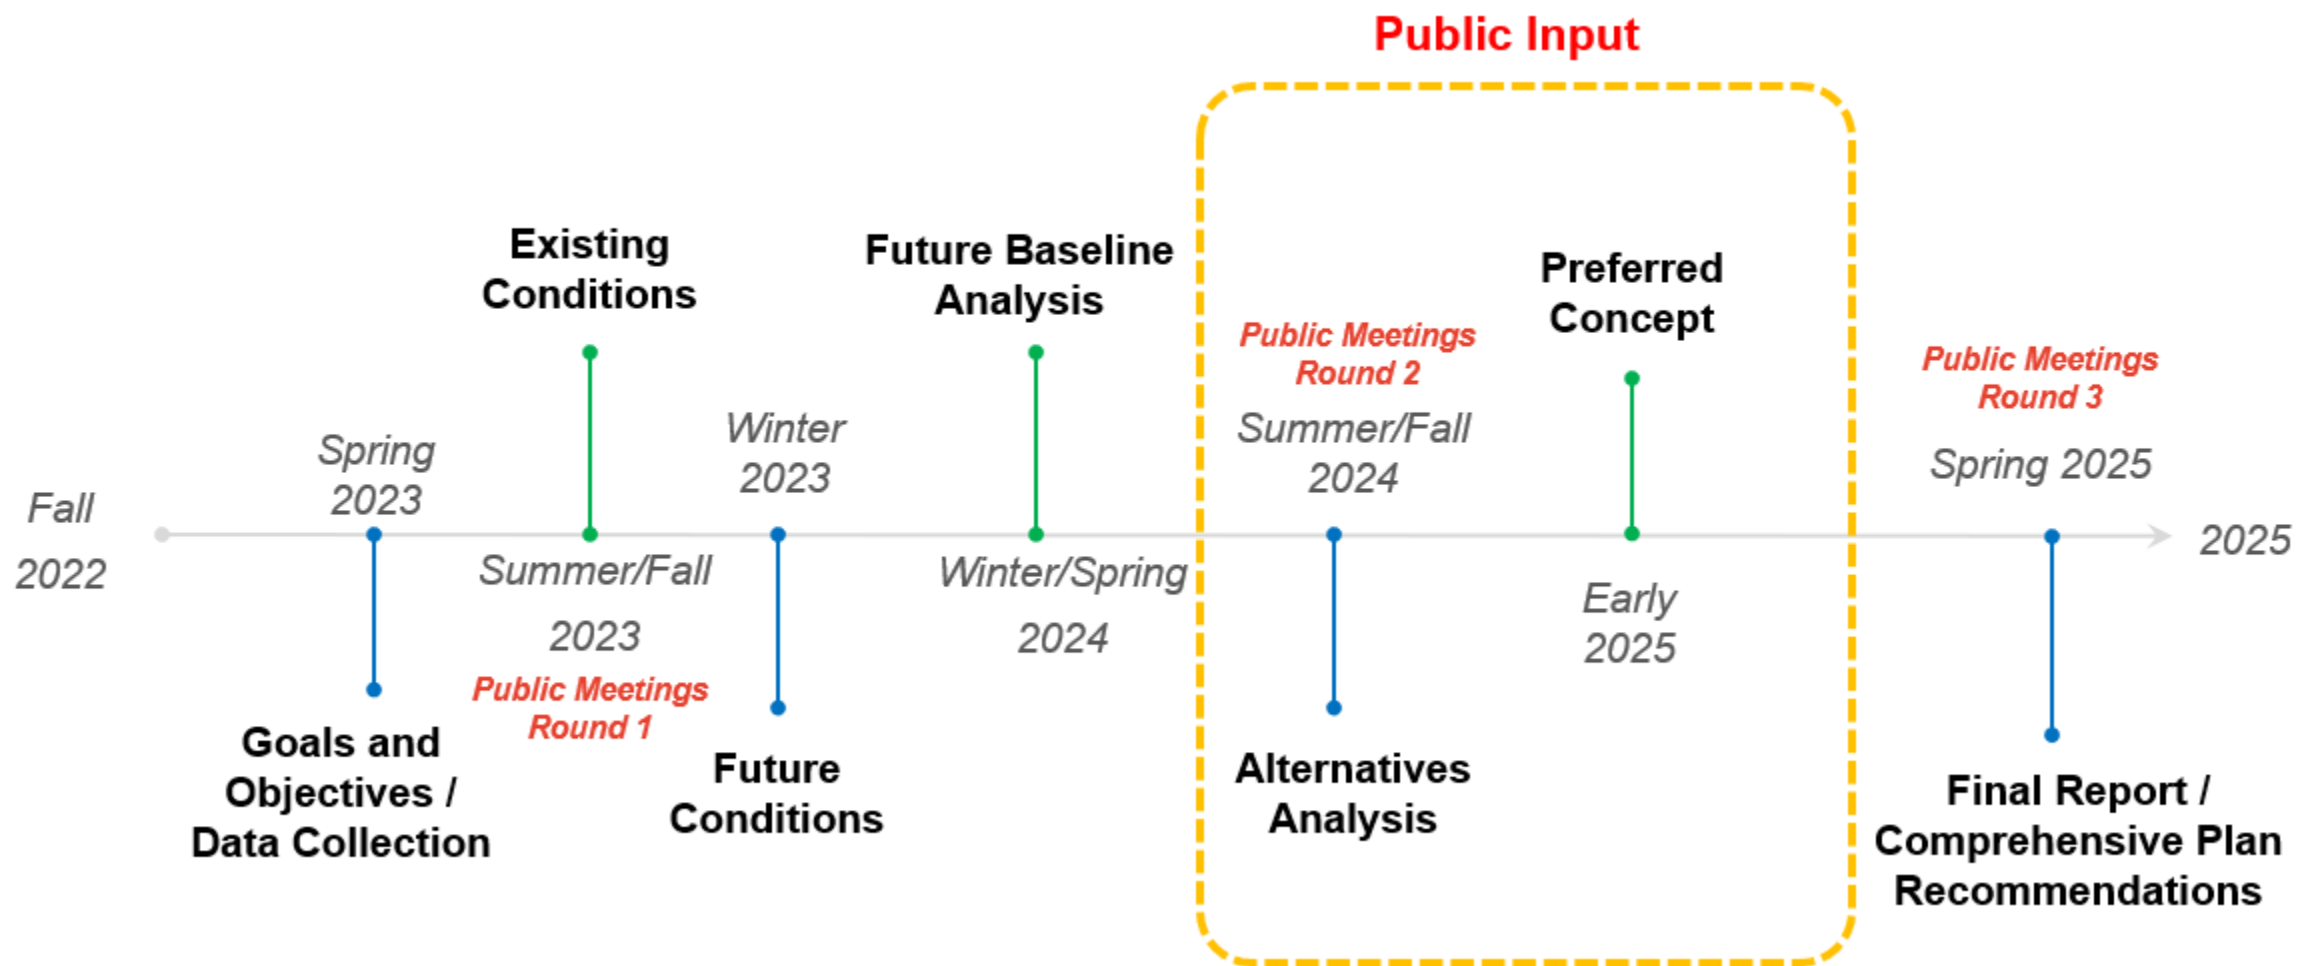 Public Input
Existing
Conditions
Future Baseline
Analysis
Preferred
Concept
Public Meetings
Round 2
Public Meetings
Round 3
Spring
2023
Winter
2023
Summer/Fall
2024
Spring 2025
Fall
2022
2025
Summer/Fall
2023
Public Meetings
Round 1
Winter/Spring
2024
Early
2025
Goals and
Objectives /
Data Collection
Future
Conditions
Alternatives
Analysis
Final Report /
Comprehensive Plan
Recommendations